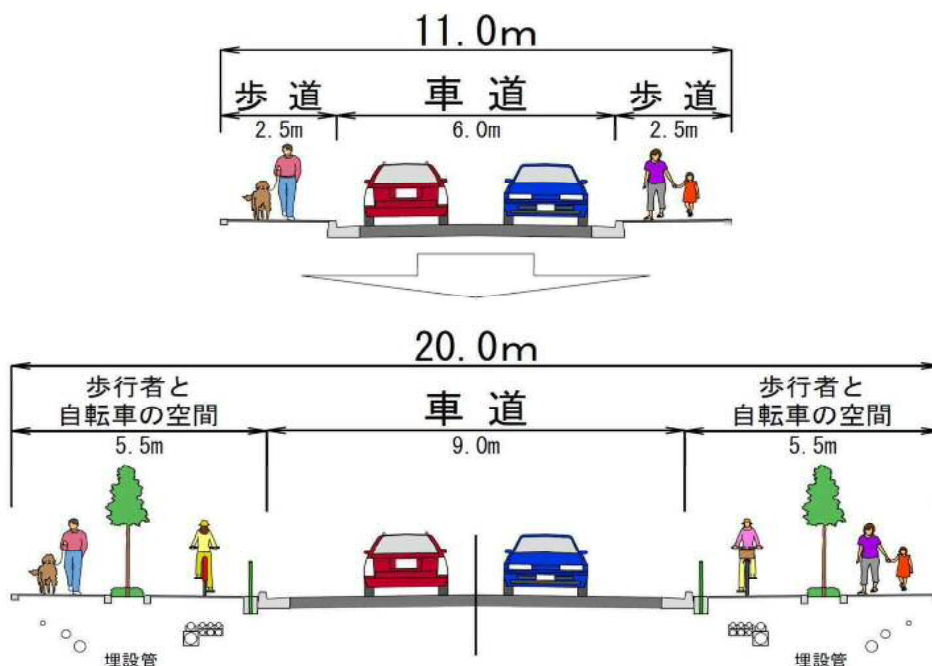 11.0m
歩 道
車 道
歩 道
2.5m
6.0m
2.5m
20.0m
歩行者と
自転車の空間
車 道
歩行者と
自転車の空間
5.5m
9.0m
5.5m
埋設管
埋設管